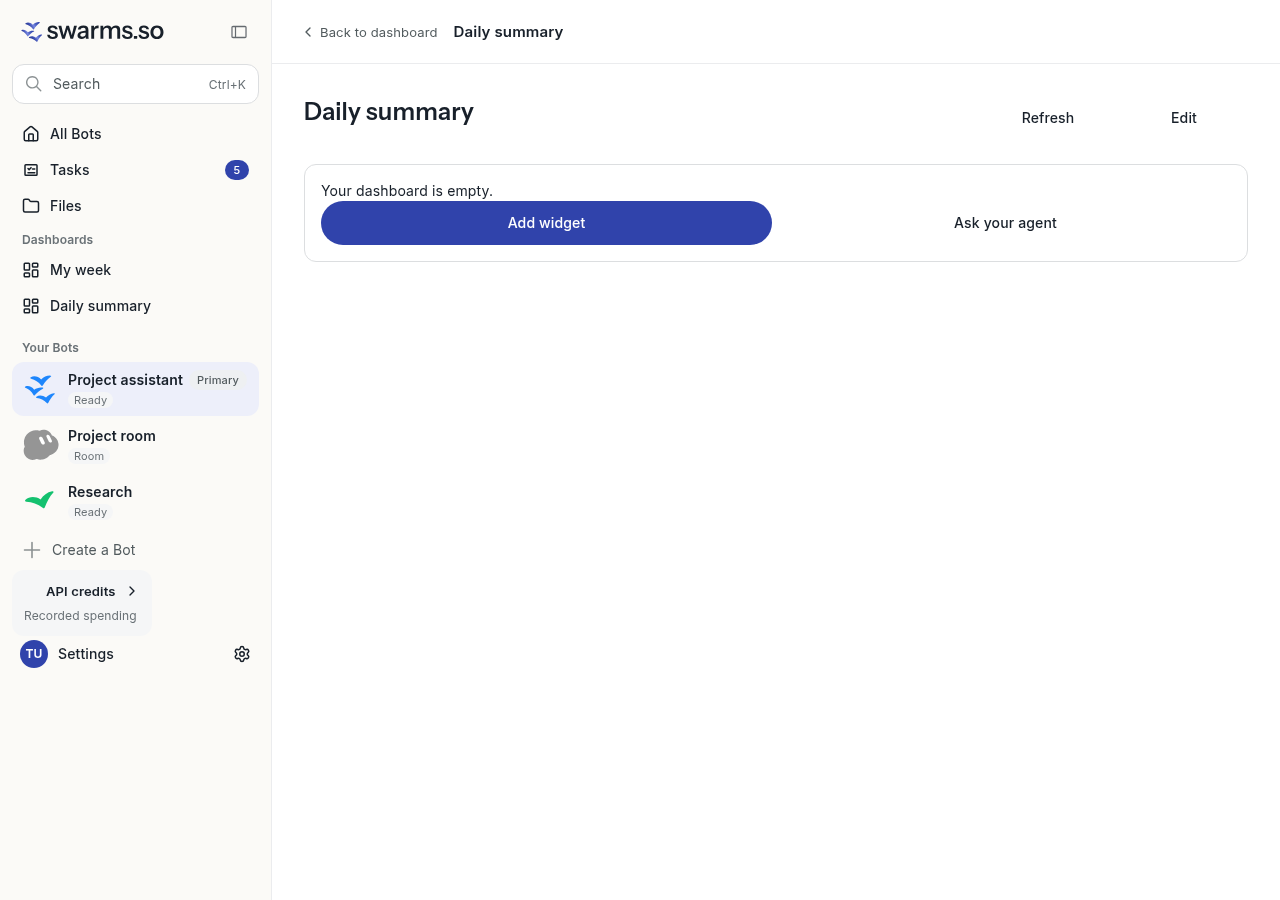 swarms.so
Search Ctrl+K
All Bots
Tasks 5
Files
Dashboards
My week
Daily summary
Your Bots
Project assistant Primary
Ready
Project room
Room
Research
Ready
Create a Bot
API credits
Recorded spending
TU Settings
Back to dashboard Daily summary
Daily summary
Refresh Edit
Your dashboard is empty.
Add widget Ask your agent